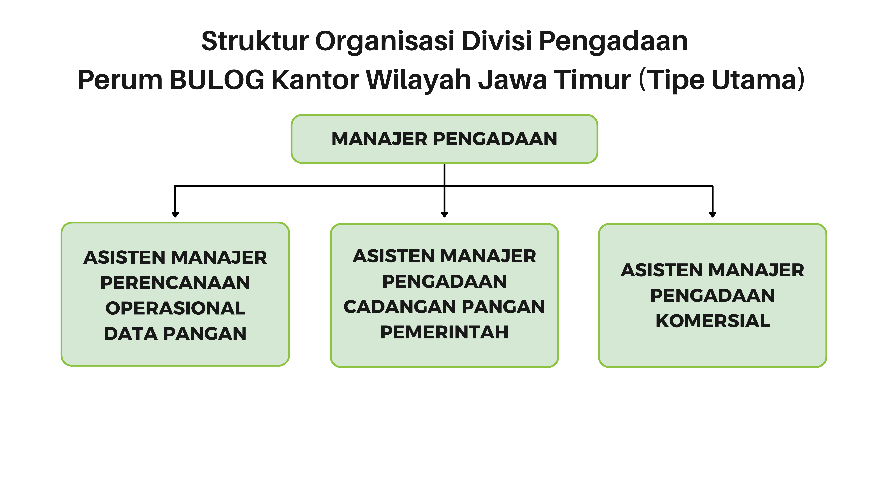 Struktur Organisasi Divisi Pengadaan
Perum BULOG Kantor Wilayah Jawa Timur (Tipe Utama)
MANAJER PENGADAAN
ASISTEN MANAJER
PERENCANAAN
OPERASIONAL
DATA PANGAN
ASISTEN MANAJER
PENGADAAN
CADANGAN PANGAN
PEMERINTAH
ASISTEN MANAJER
PENGADAAN
KOMERSIAL